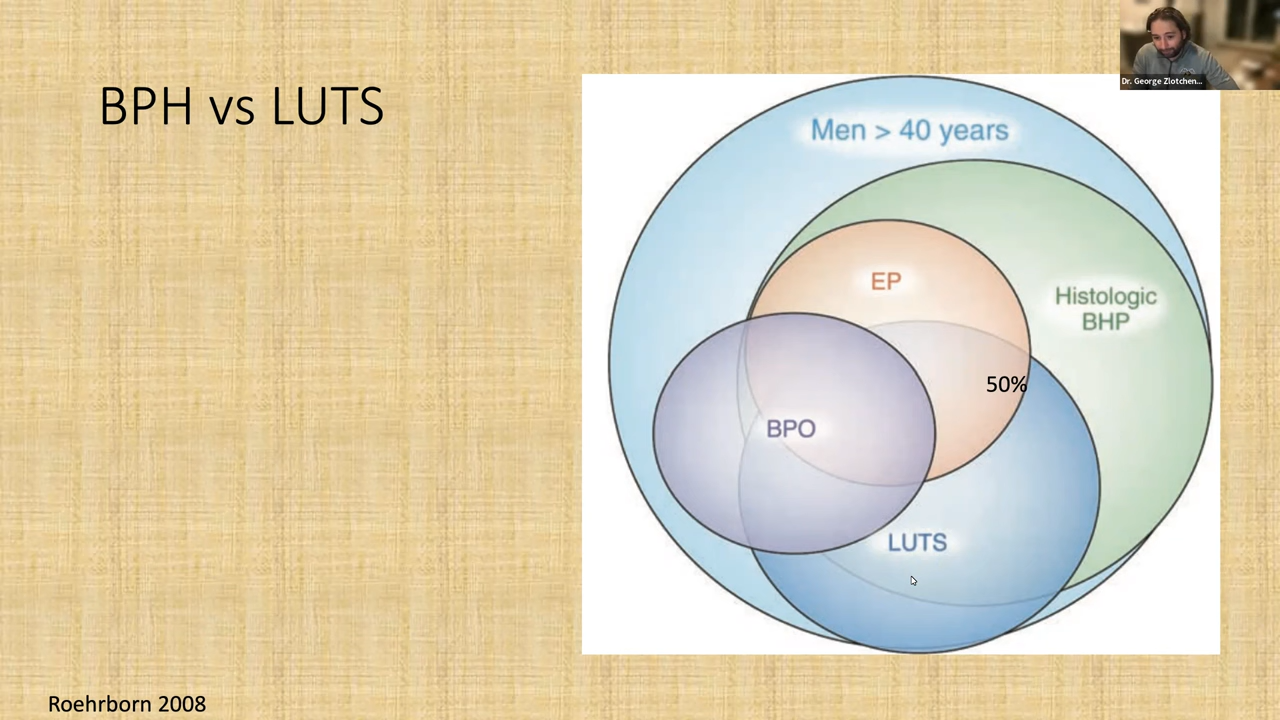 BPH vs LUTS
Dr. George Zlotchen...
Men > 40 years
EP
Histologic
BHP
50%
BPO
LUTS
Roehrborn 2008